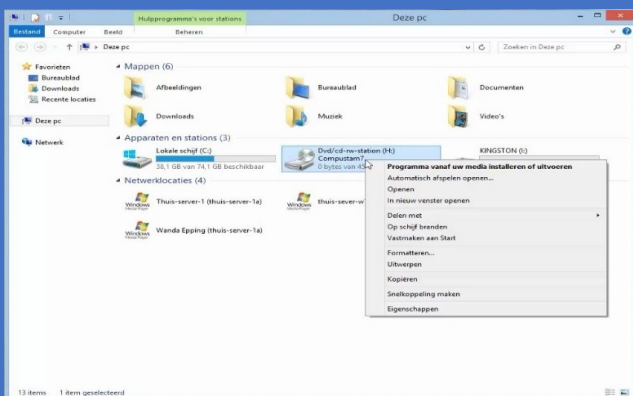 Hulpprogramma's voor stations
Deze pc
Bestand
Computer
Beeld
Beheren
Deze pc
Zoeken in Deze pc
Favorieten
Bureaublad
Downloads
Recente locaties
Deze pc
Netwerk
Mappen (6)
Afbeeldingen
Bureaublad
Documenten
Downloads
Muziek
Video's
Apparaten en stations (3)
Lokale schijf (C:)
38,1 GB van 74,1 GB beschikbaar
Dvd/cd-rw-station (H:)
Compustam7
0 bytes van 45
KINGSTON (I:)
Netwerklocaties (4)
Thuis-server-1 (thuis-server-1a)
thuis-sever-w
Wanda Epping (thuis-server-1a)
Programma vanaf uw media installeren of uitvoeren
Automatisch afspelen openen...
Openen
In nieuw venster openen
Delen met
Op schijf branden
Vastmaken aan Start
Formatteren...
Uitwerpen
Kopiëren
Snelkoppeling maken
Eigenschappen
13 items
1 item geselecteerd